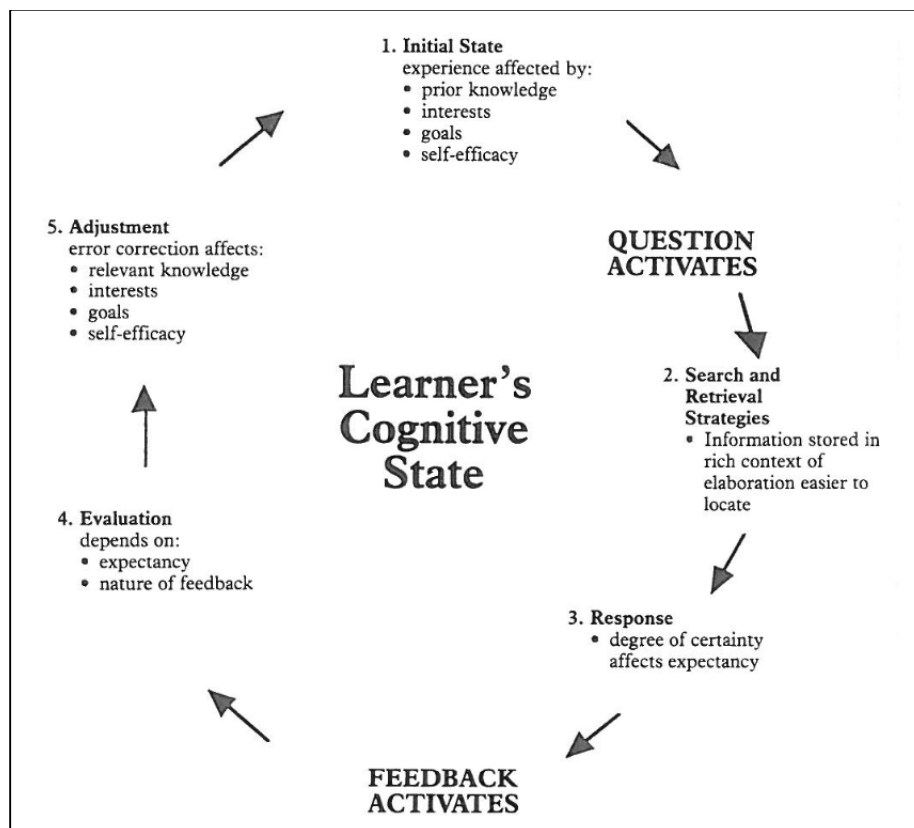 1. Initial State
experience affected by:
• prior knowledge
• interests
• goals
• self-efficacy
QUESTION
ACTIVATES
2. Search and
Retrieval
Strategies
• Information stored in
rich context of
elaboration easier to
locate
3. Response
• degree of certainty
affects expectancy
FEEDBACK
ACTIVATES
4. Evaluation
depends on:
• expectancy
• nature of feedback
5. Adjustment
error correction affects:
• relevant knowledge
• interests
• goals
• self-efficacy
Learner's
Cognitive
State